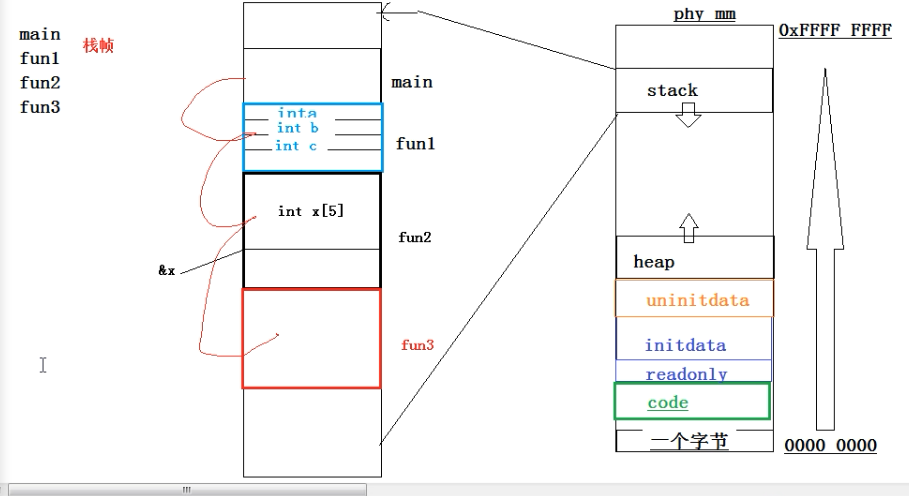 main
fun1
fun2
fun3
栈帧
main
inta
int b
int c
fun1
int x[5]
fun2
&x
fun3
phy mm
0xFFFF FFFF
stack
heap
uninitdata
initdata
readonly
code
一个字节
0000 0000